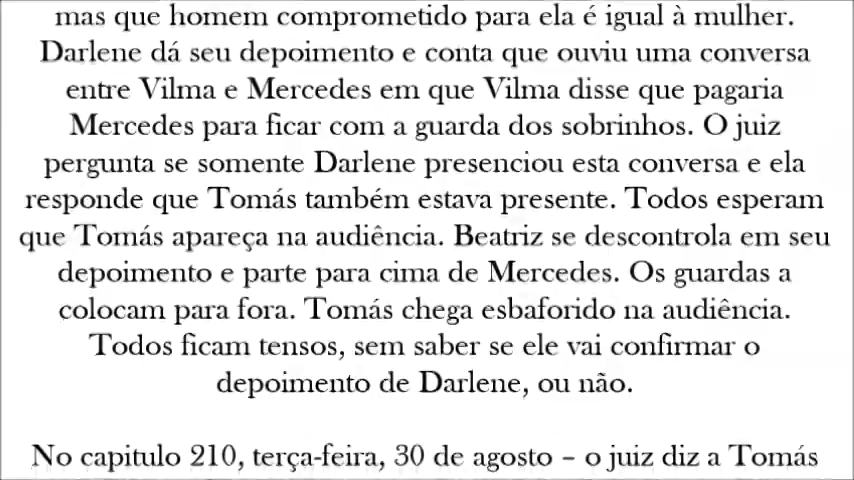 mas que homem comprometido para ela é igual à mulher.
Darlene dá seu depoimento e conta que ouviu uma conversa
entre Vilma e Mercedes em que Vilma disse que pagaria
Mercedes para ficar com a guarda dos sobrinhos. O juiz
pergunta se somente Darlene presenciou esta conversa e ela
responde que Tomás também estava presente. Todos esperam
que Tomás apareça na audiência. Beatriz se descontrola em seu
depoimento e parte para cima de Mercedes. Os guardas a
colocam para fora. Tomás chega esbaforido na audiência.
Todos ficam tensos, sem saber se ele vai confirmar o
depoimento de Darlene, ou não.
No capitulo 210, terça-feira, 30 de agosto – o juiz diz a Tomás